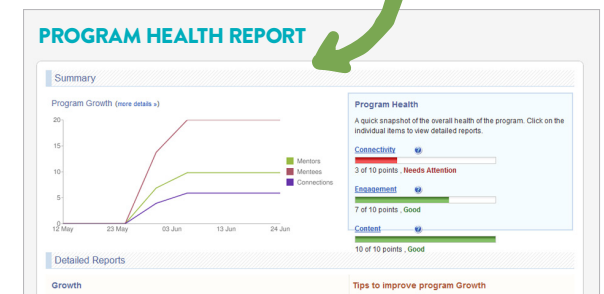 PROGRAM HEALTH REPORT
Summary
Program Growth (more details »)
20
15
10
5
0
12 May
23 May
03 Jun
13 Jun
24 Jun
Mentors
Mentees
Connections
Program Health
A quick snapshot of the overall health of the program. Click on the
individual items to view detailed reports.
Connectivity ?
3 of 10 points , Needs Attention
Engagement ?
7 of 10 points , Good
Content ?
10 of 10 points , Good
Detailed Reports
Growth
Tips to improve program Growth